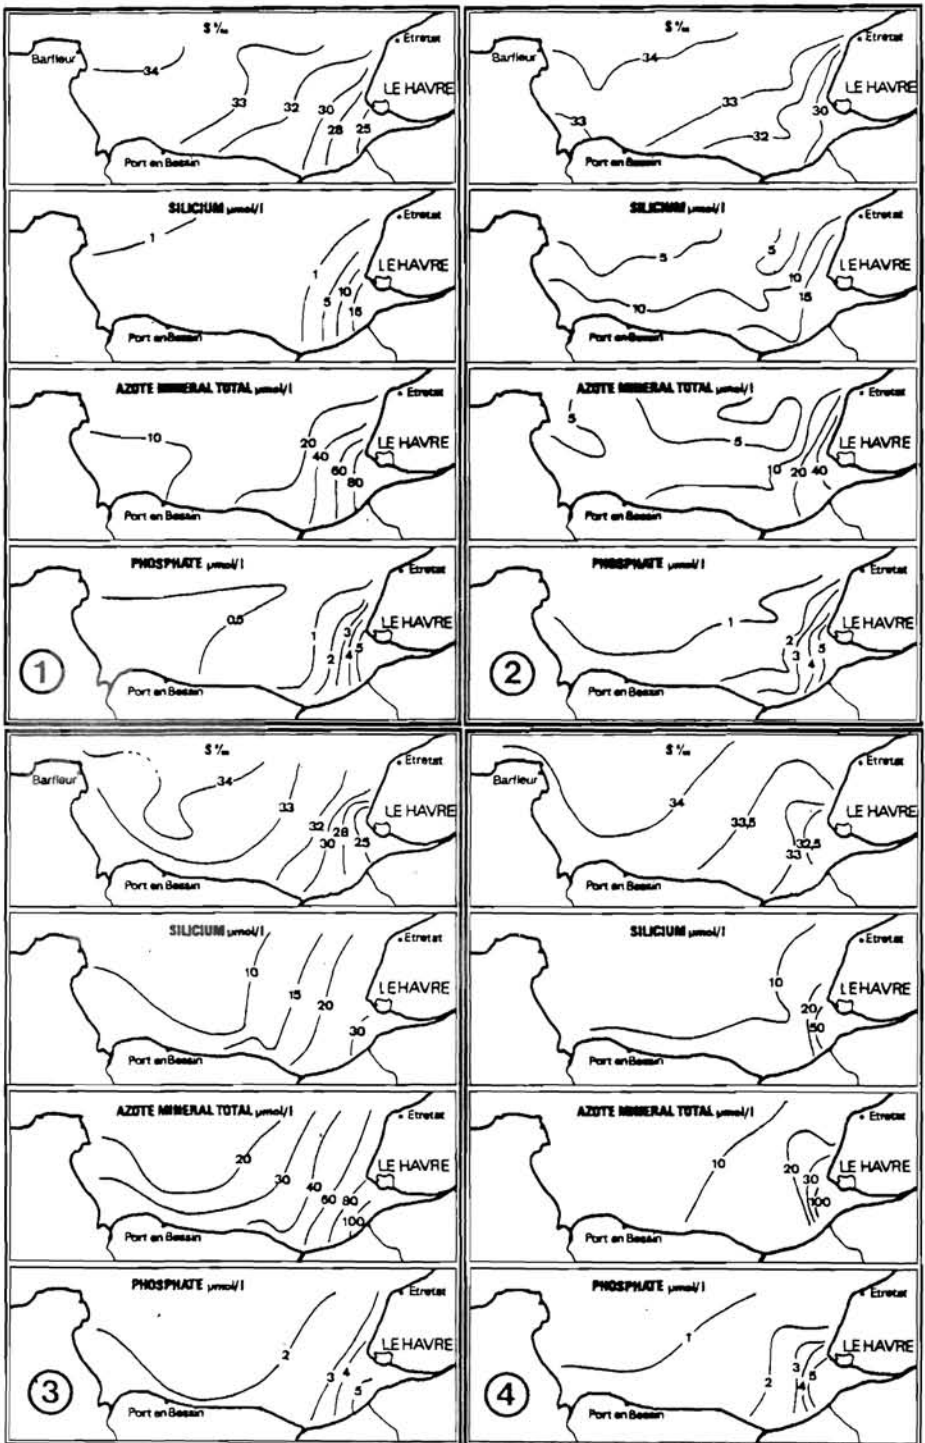 S ‰
Etretat
Barfleur
LE HAVRE
34
33
32
30
28
25
Port en Bessin
SILICIUM µmol/l
Etretat
1
LE HAVRE
1
5
10
15
Port en Bessin
AZOTE MINERAL TOTAL µmol/l
Etretat
10
20
LE HAVRE
40
60
80
Port en Bessin
PHOSPHATE µmol/l
Etretat
0.5
1
3
LE HAVRE
2
4
5
Port en Bessin
1
S ‰
Etretat
Barfleur
34
LE HAVRE
33
30
33
32
Port en Bessin
SILICIUM µmol/l
Etretat
5
5
LE HAVRE
10
10
15
Port en Bessin
AZOTE MINERAL TOTAL µmol/l
Etretat
5
5
LE HAVRE
10
20
40
Port en Bessin
PHOSPHATE µmol/l
Etretat
1
2
LE HAVRE
3
5
4
Port en Bessin
2
S ‰
Etretat
Barfleur
34
33
LE HAVRE
32
28
30
25
Port en Bessin
SILICIUM µmol/l
Etretat
10
15
LE HAVRE
20
30
Port en Bessin
AZOTE MINERAL TOTAL µmol/l
Etretat
20
LE HAVRE
30
40
60
80
100
Port en Bessin
PHOSPHATE µmol/l
Etretat
2
LE HAVRE
3
4
5
Port en Bessin
3
S ‰
Etretat
Barfleur
34
LE HAVRE
33,5
32,5
33
Port en Bessin
SILICIUM µmol/l
Etretat
10
LE HAVRE
20
50
Port en Bessin
AZOTE MINERAL TOTAL µmol/l
Etretat
10
20
LE HAVRE
30
100
Port en Bessin
PHOSPHATE µmol/l
Etretat
1
LE HAVRE
3
2
4
5
Port en Bessin
4